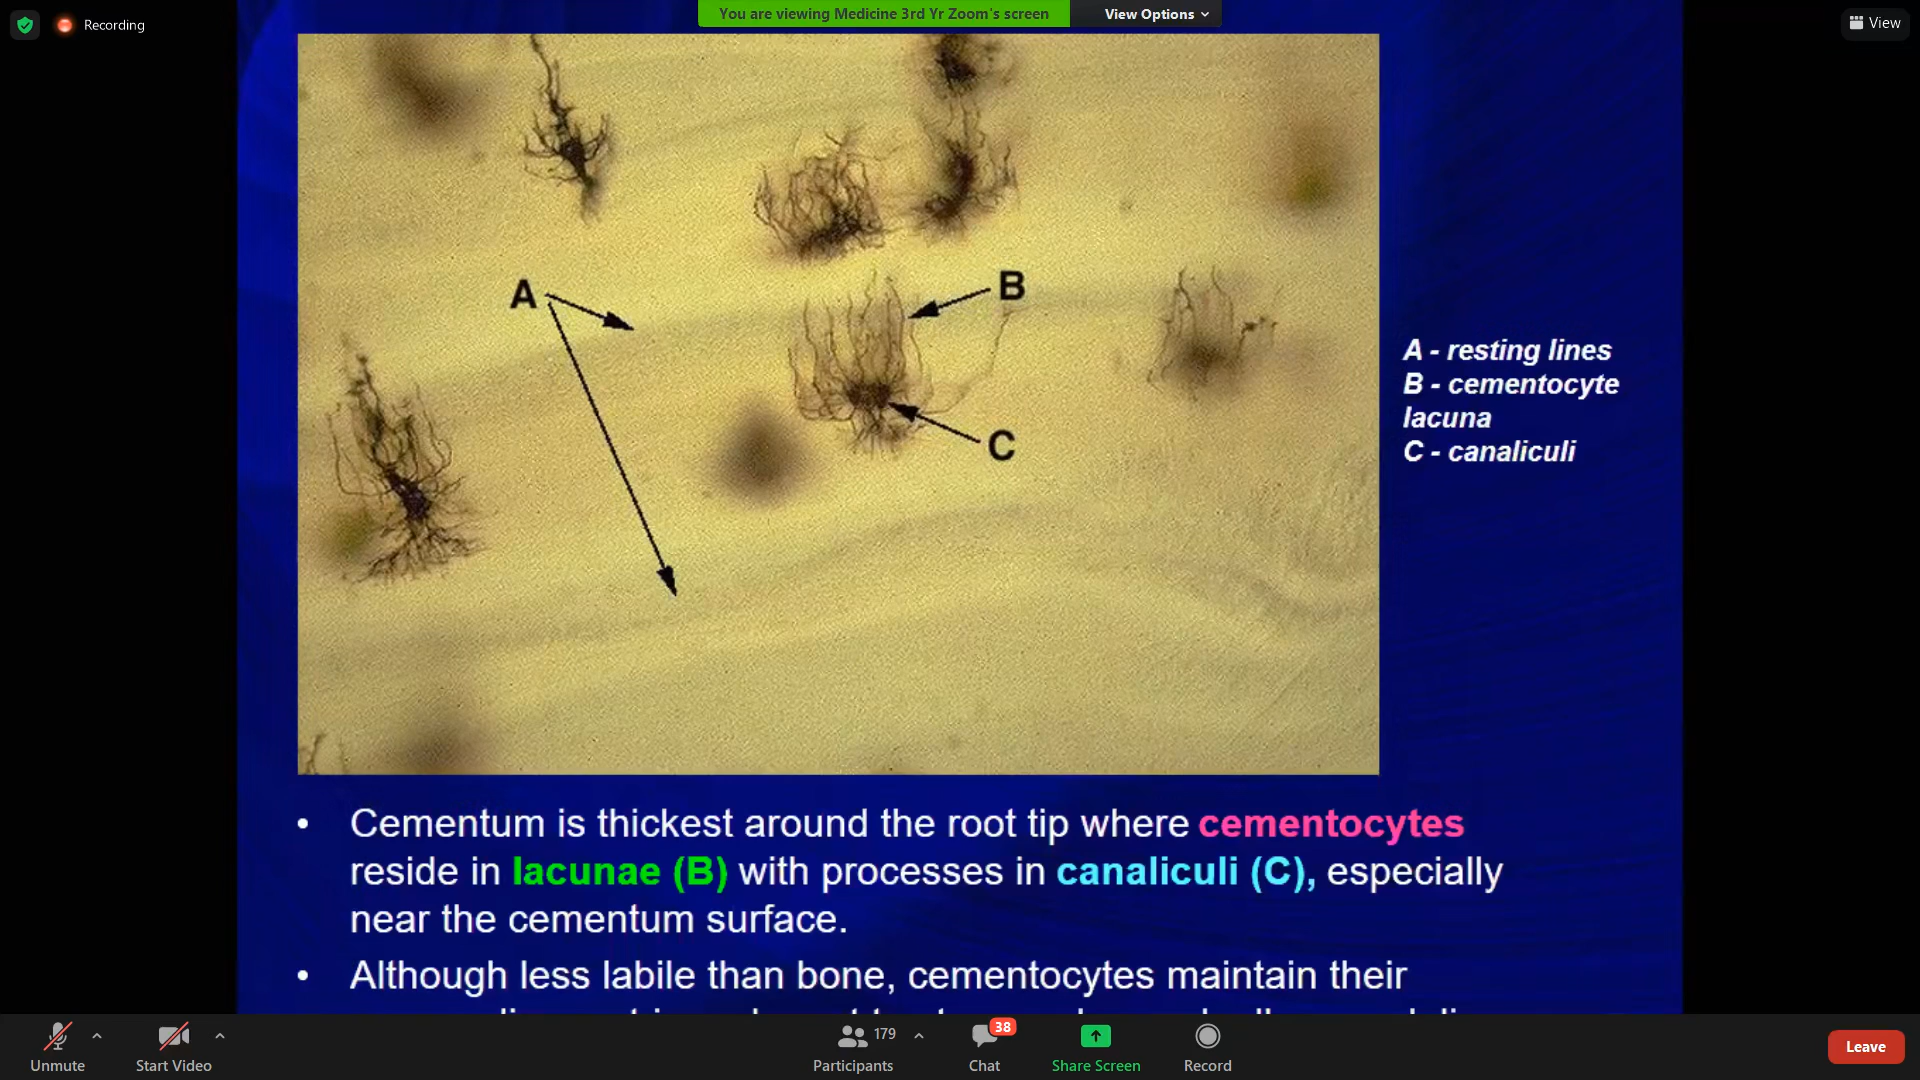 Recording
You are viewing Medicine 3rd Yr Zoom's screen
View Options
View
A
B
C
A - resting lines
B - cementocyte
lacuna
C - canaliculi
• Cementum is thickest around the root tip where cementocytes
reside in lacunae (B) with processes in canaliculi (C), especially
near the cementum surface.
• Although less labile than bone, cementocytes maintain their
Unmute
Start Video
179
Participants
38
Chat
Share Screen
Record
Leave